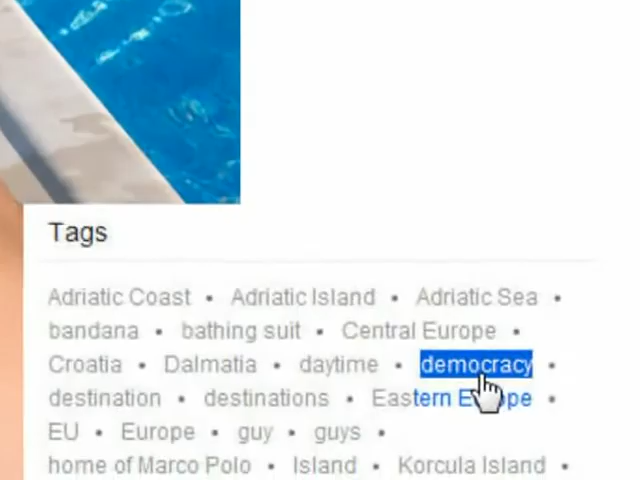 Tags
Adriatic Coast • Adriatic Island • Adriatic Sea •
bandana • bathing suit • Central Europe •
Croatia • Dalmatia • daytime • democracy •
destination • destinations • Eastern Europe •
EU • Europe • guy • guys •
home of Marco Polo • Island • Korcula Island •